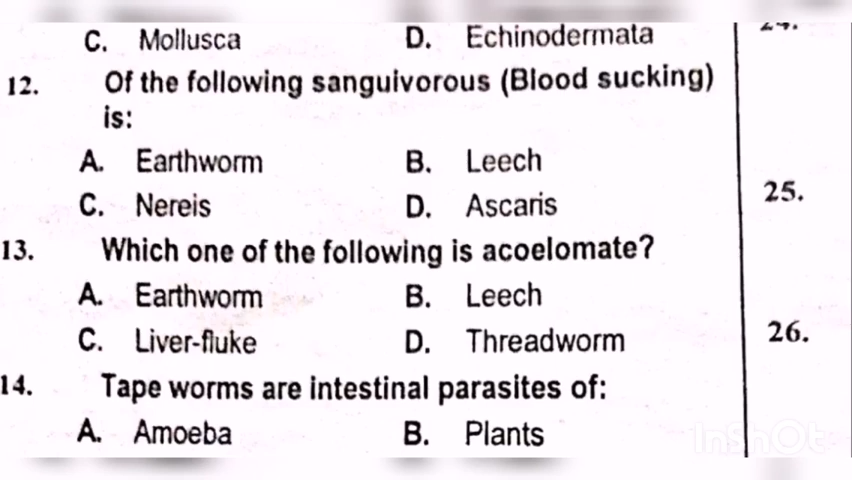 C. Mollusca D. Echinodermata
12. Of the following sanguivorous (Blood sucking)
is:
A. Earthworm B. Leech
C. Nereis D. Ascaris
25.
13. Which one of the following is acoelomate?
A. Earthworm B. Leech
C. Liver-fluke D. Threadworm
26.
14. Tape worms are intestinal parasites of:
A. Amoeba B. Plants
InShOt